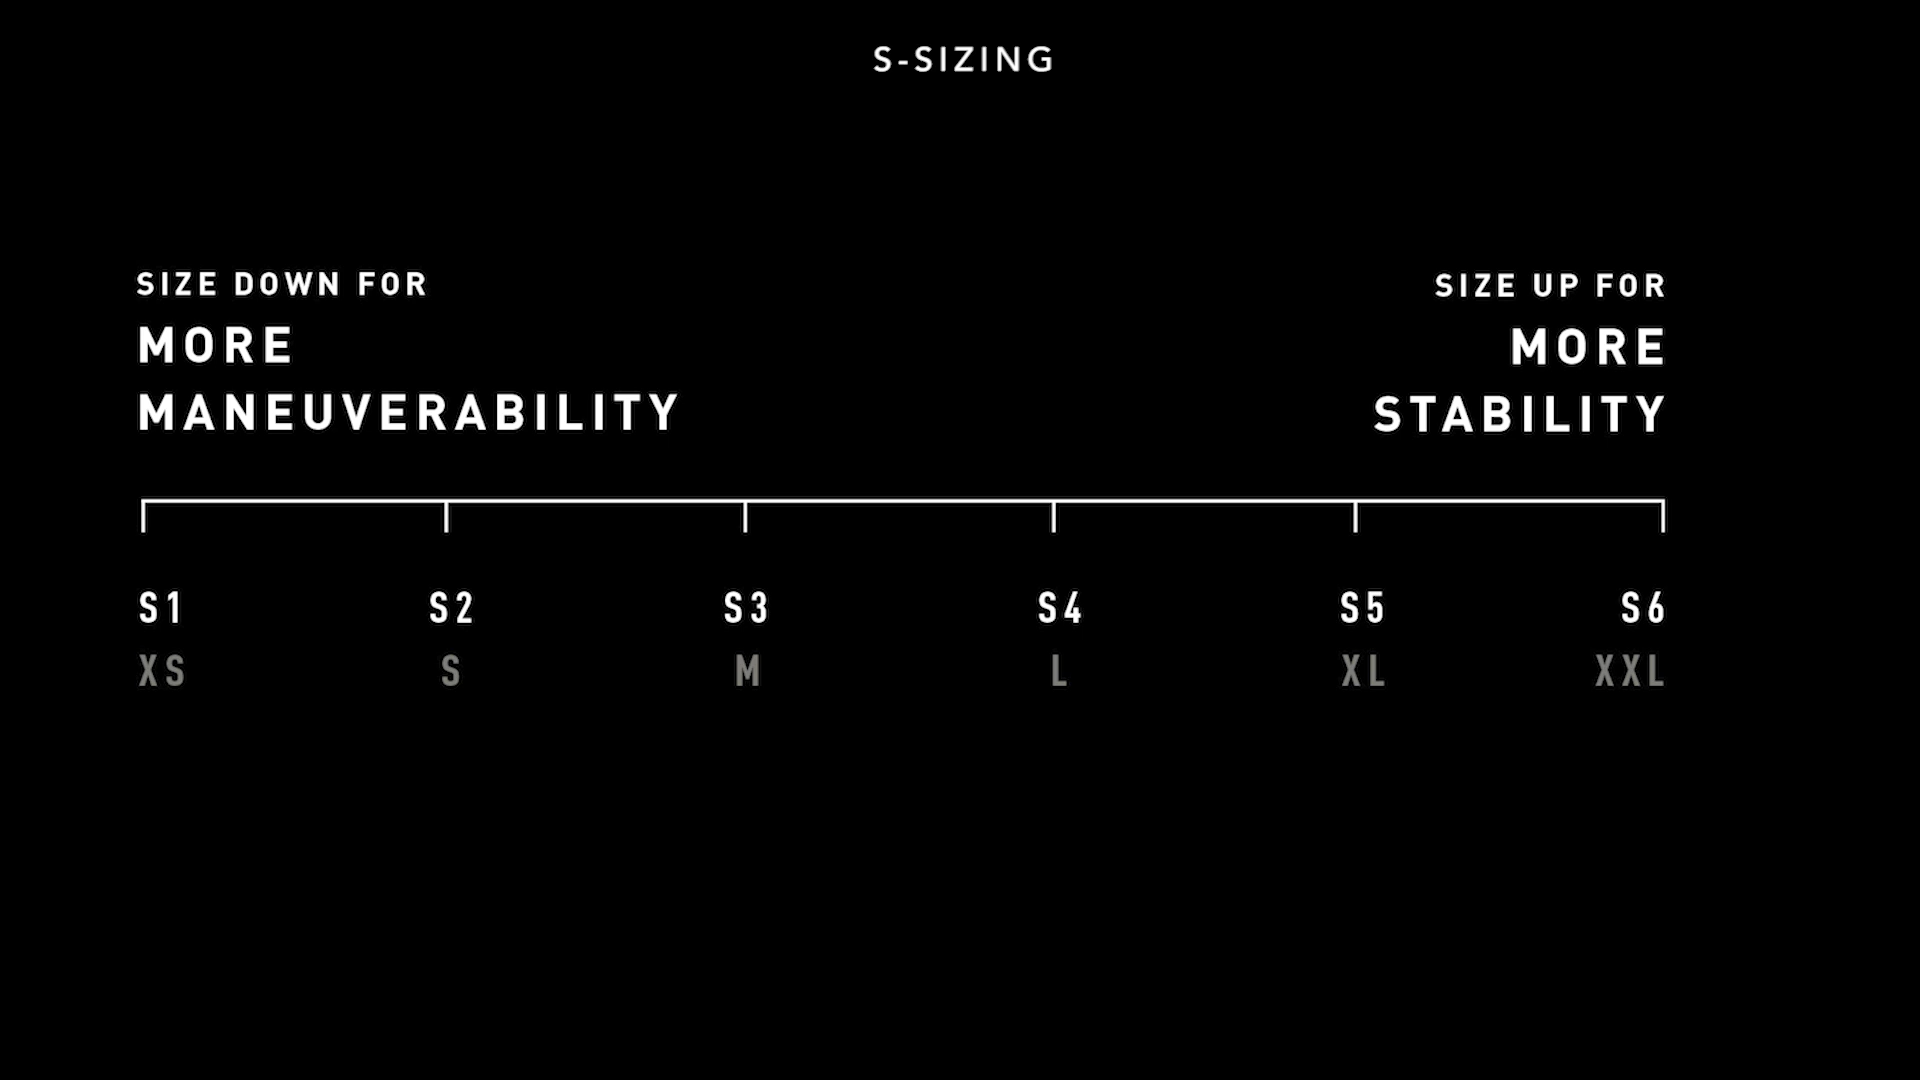 S-SIZING
SIZE DOWN FOR
MORE
MANEUVERABILITY
SIZE UP FOR
MORE
STABILITY
S1 S2 S3 S4 S5 S6
XS S M L XL XXL